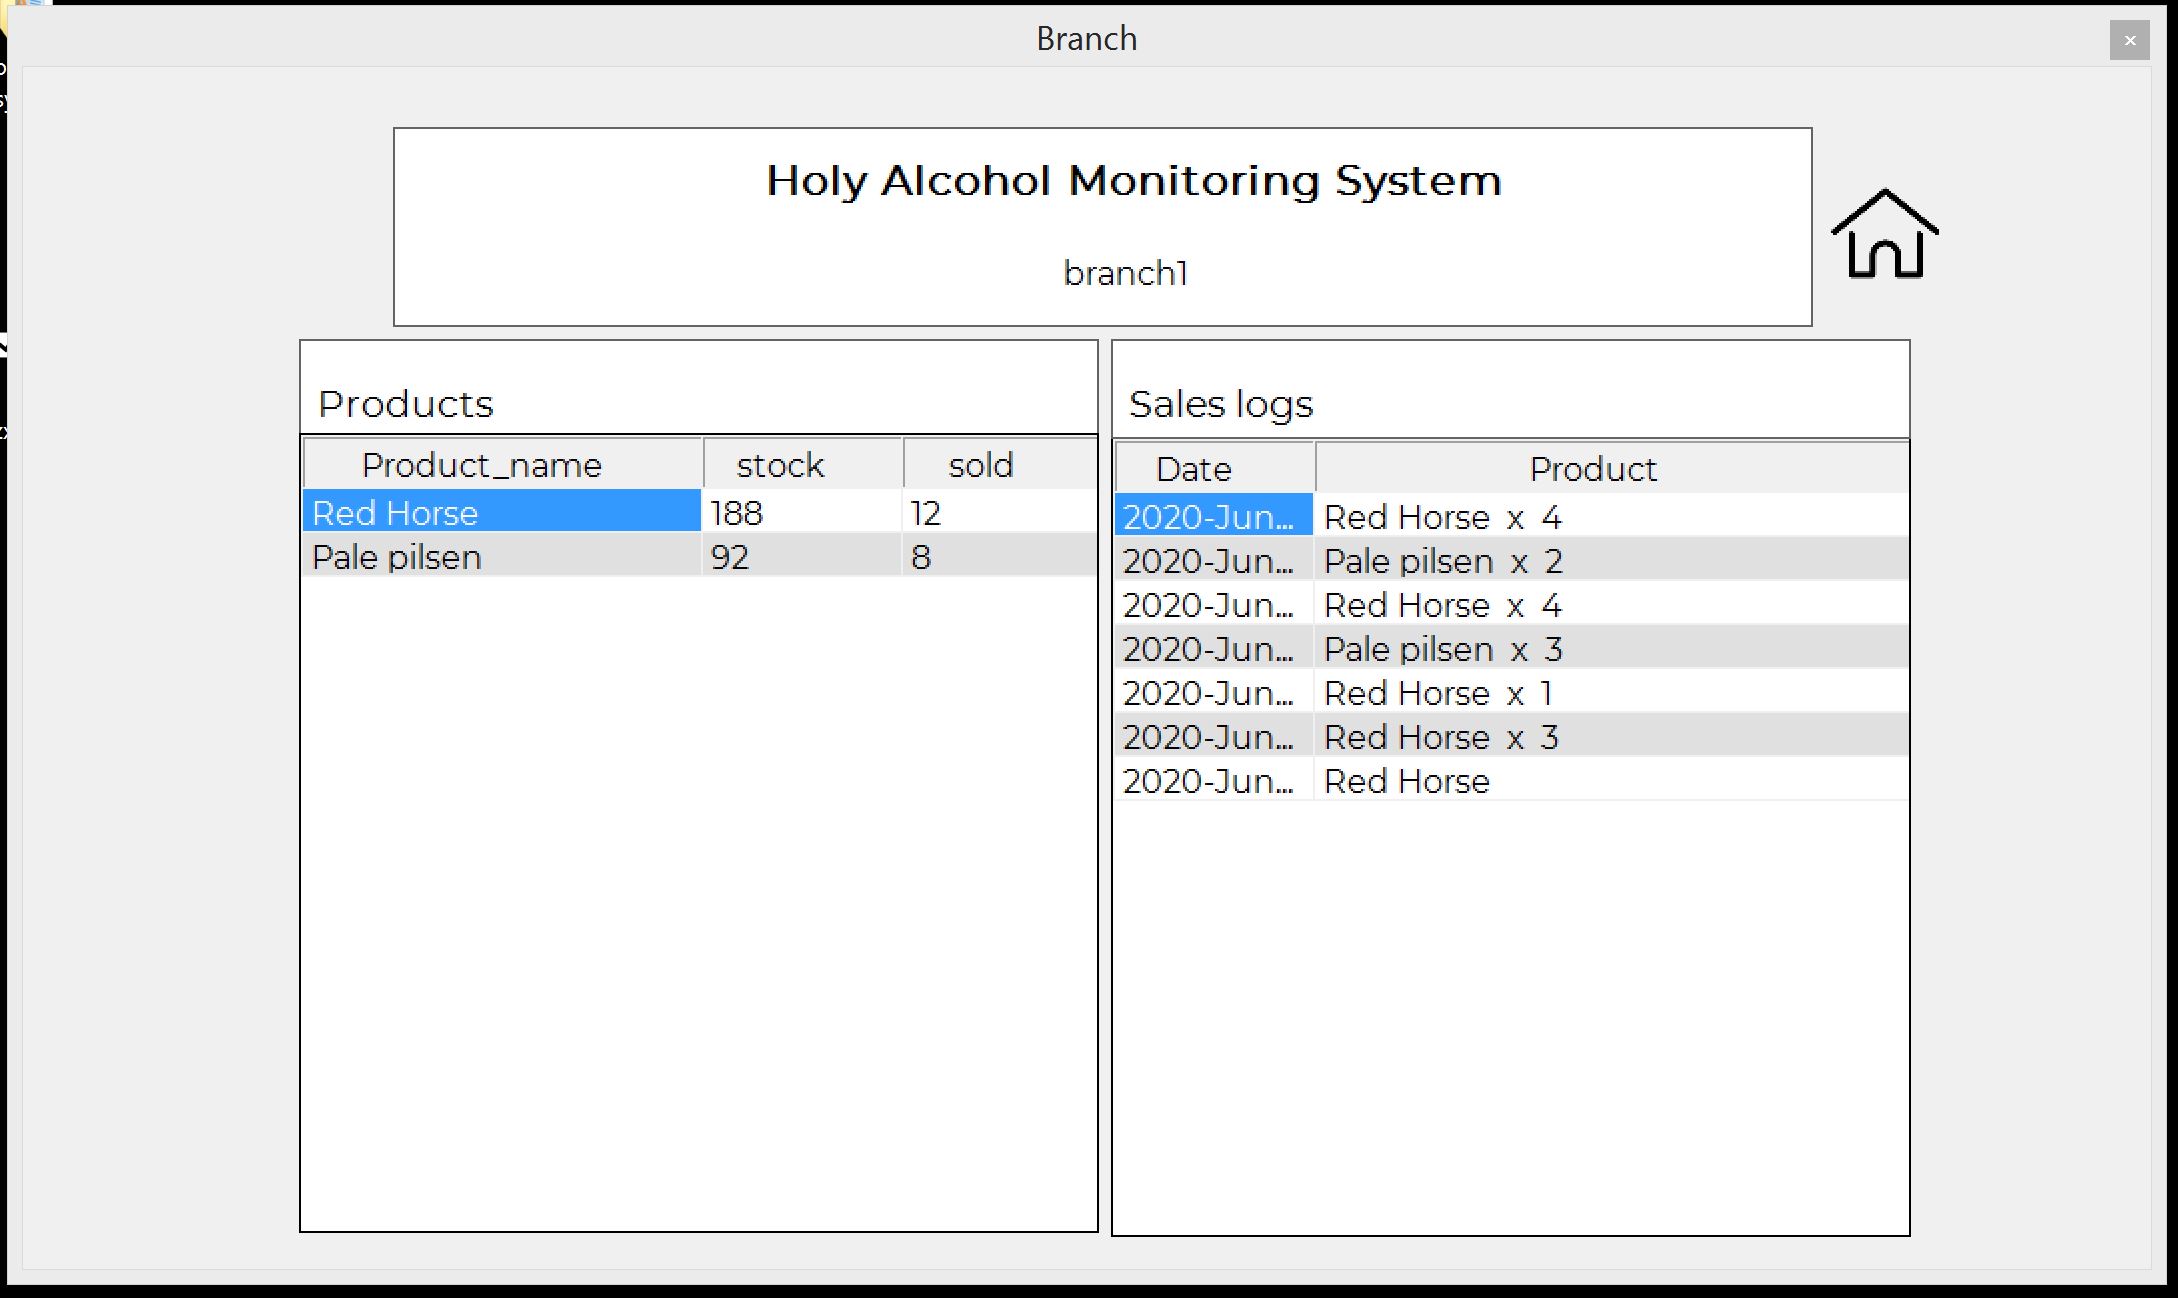 Branch
Holy Alcohol Monitoring System
branch1
Products
Product_name stock sold
Red Horse 188 12
Pale pilsen 92 8
Sales logs
Date Product
2020-Jun... Red Horse x 4
2020-Jun... Pale pilsen x 2
2020-Jun... Red Horse x 4
2020-Jun... Pale pilsen x 3
2020-Jun... Red Horse x 1
2020-Jun... Red Horse x 3
2020-Jun... Red Horse